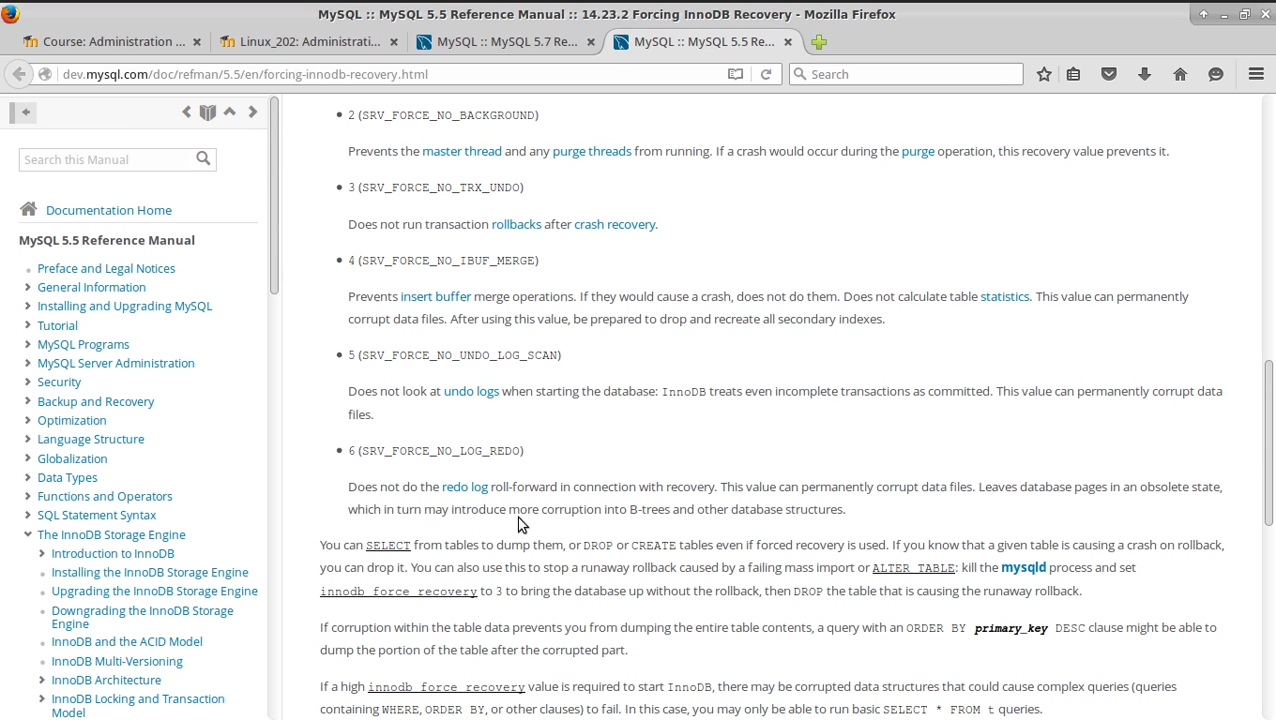 MySQL :: MySQL 5.5 Reference Manual :: 14.23.2 Forcing InnoDB Recovery - Mozilla Firefox
Course: Administration ...
Linux_202: Administrati...
MySQL :: MySQL 5.7 Re...
MySQL :: MySQL 5.5 Re...
dev.mysql.com/doc/refman/5.5/en/forcing-innodb-recovery.html
Search
Search this Manual
Documentation Home
MySQL 5.5 Reference Manual
Preface and Legal Notices
General Information
Installing and Upgrading MySQL
Tutorial
MySQL Programs
MySQL Server Administration
Security
Backup and Recovery
Optimization
Language Structure
Globalization
Data Types
Functions and Operators
SQL Statement Syntax
The InnoDB Storage Engine
Introduction to InnoDB
Installing the InnoDB Storage Engine
Upgrading the InnoDB Storage Engine
Downgrading the InnoDB Storage
Engine
InnoDB and the ACID Model
InnoDB Multi-Versioning
InnoDB Architecture
InnoDB Locking and Transaction
Model
2 (SRV_FORCE_NO_BACKGROUND)
Prevents the master thread and any purge threads from running. If a crash would occur during the purge operation, this recovery value prevents it.
3 (SRV_FORCE_NO_TRX_UNDO)
Does not run transaction rollbacks after crash recovery.
4 (SRV_FORCE_NO_IBUF_MERGE)
Prevents insert buffer merge operations. If they would cause a crash, does not do them. Does not calculate table statistics. This value can permanently
corrupt data files. After using this value, be prepared to drop and recreate all secondary indexes.
5 (SRV_FORCE_NO_UNDO_LOG_SCAN)
Does not look at undo logs when starting the database: InnoDB treats even incomplete transactions as committed. This value can permanently corrupt data
files.
6 (SRV_FORCE_NO_LOG_REDO)
Does not do the redo log roll-forward in connection with recovery. This value can permanently corrupt data files. Leaves database pages in an obsolete state,
which in turn may introduce more corruption into B-trees and other database structures.
You can SELECT from tables to dump them, or DROP or CREATE tables even if forced recovery is used. If you know that a given table is causing a crash on rollback,
you can drop it. You can also use this to stop a runaway rollback caused by a failing mass import or ALTER TABLE: kill the mysqld process and set
innodb_force_recovery to 3 to bring the database up without the rollback, then DROP the table that is causing the runaway rollback.
If corruption within the table data prevents you from dumping the entire table contents, a query with an ORDER BY primary_key DESC clause might be able to
dump the portion of the table after the corrupted part.
If a high innodb_force_recovery value is required to start InnoDB, there may be corrupted data structures that could cause complex queries (queries
containing WHERE, ORDER BY, or other clauses) to fail. In this case, you may only be able to run basic SELECT * FROM t queries.